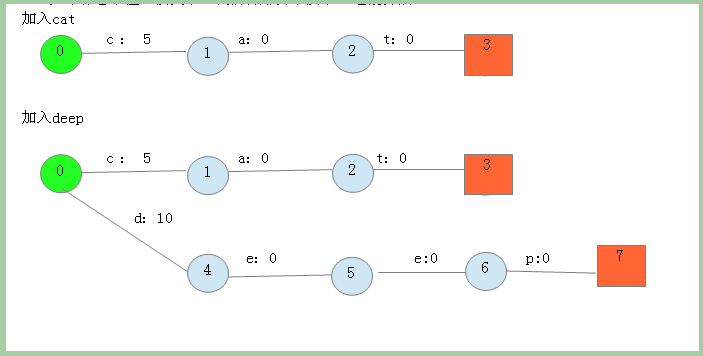 加入cat
c： 5
a：0
t：0
0
1
2
3
加入deep
c： 5
a：0
t：0
0
1
2
3
d：10
e：0
e:0
p:0
4
5
6
7